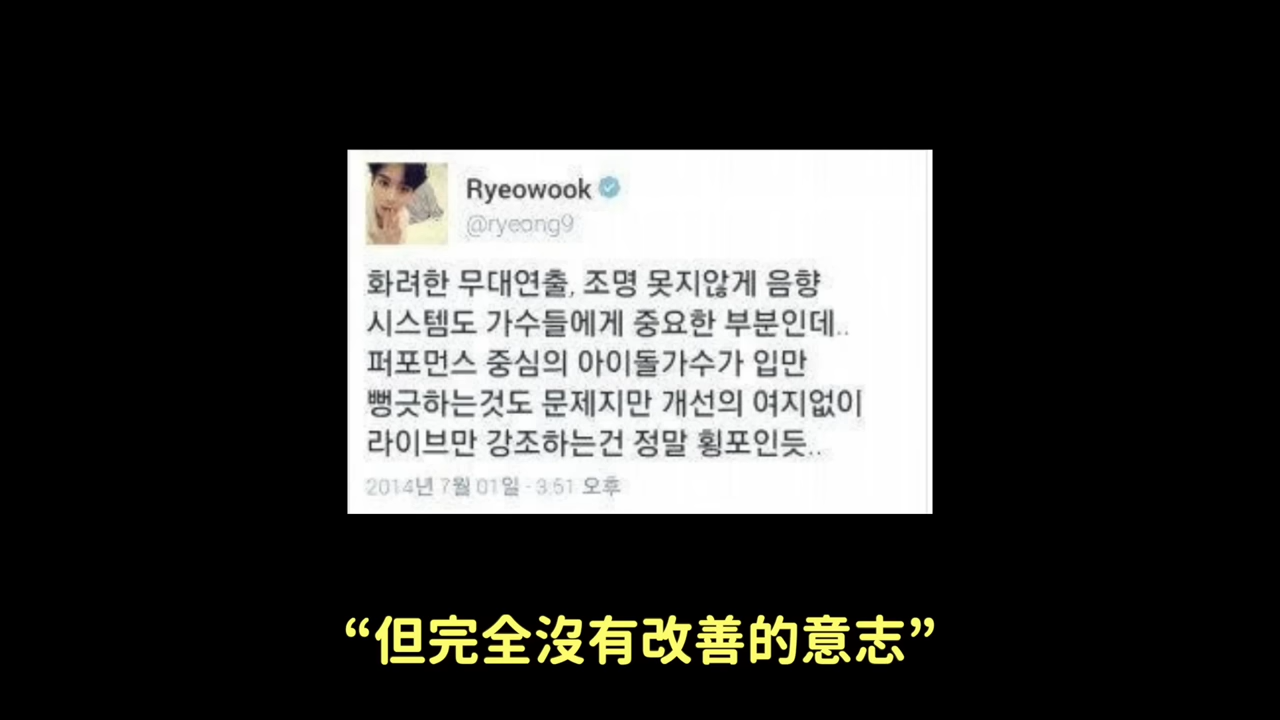 Ryeowook
@ryeong9
화려한 무대연출, 조명 못지않게 음향
시스템도 가수들에게 중요한 부분인데..
퍼포먼스 중심의 아이돌가수가 입만
뻥긋하는것도 문제지만 개선의 여지없이
라이브만 강조하는건 정말 횡포인듯..
2014년 7월 01일 · 3:51 오후
“但完全沒有改善的意志”